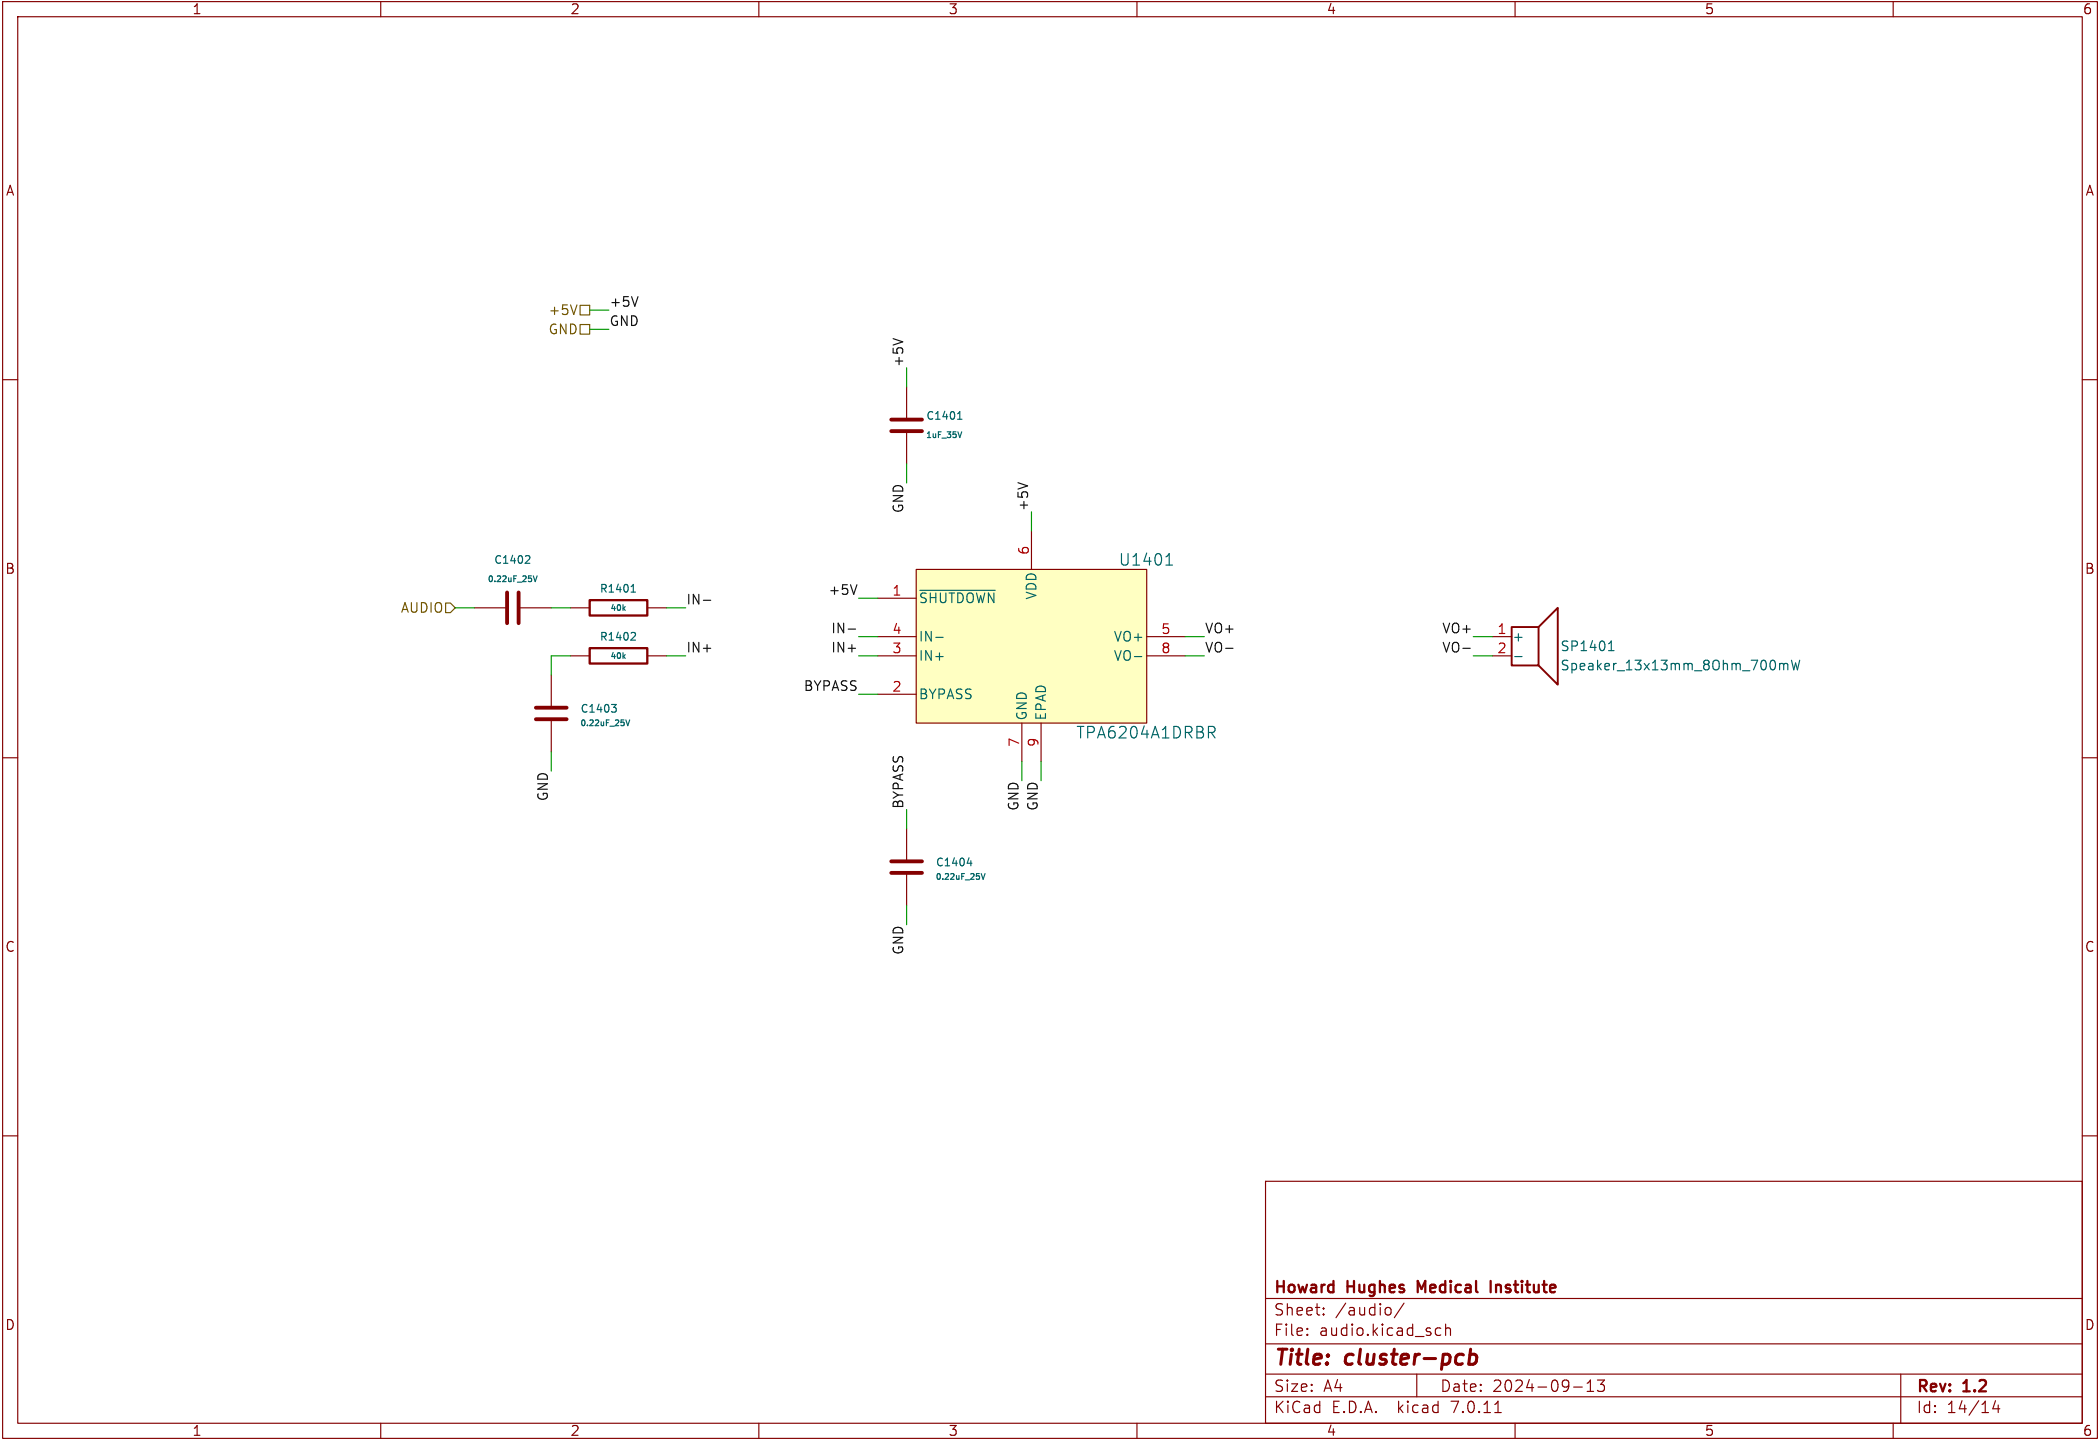 1 2 3 4 5 6
A A
+5V +5V
GND GND
+5V
C1401
1uF_35V
GND
+5V
B B
C1402
0.22uF_25V
AUDIO
R1401
40k
IN-
R1402
40k
IN+
C1403
0.22uF_25V
GND
U1401
6
VDD
+5V 1 SHUTDOWN
IN- 4 IN-
IN+ 3 IN+
BYPASS 2 BYPASS
VO+ 5 VO+
VO- 8 VO-
GND EPAD
7 9
GND GND
TPA6204A1DRBR
VO+ 1 +
VO- 2 -
SP1401
Speaker_13x13mm_8Ohm_700mW
BYPASS
C1404
0.22uF_25V
GND
C C
D D
Howard Hughes Medical Institute
Sheet: /audio/
File: audio.kicad_sch
Title: cluster-pcb
Size: A4 Date: 2024-09-13 Rev: 1.2
KiCad E.D.A. kicad 7.0.11 Id: 14/14
1 2 3 4 5 6